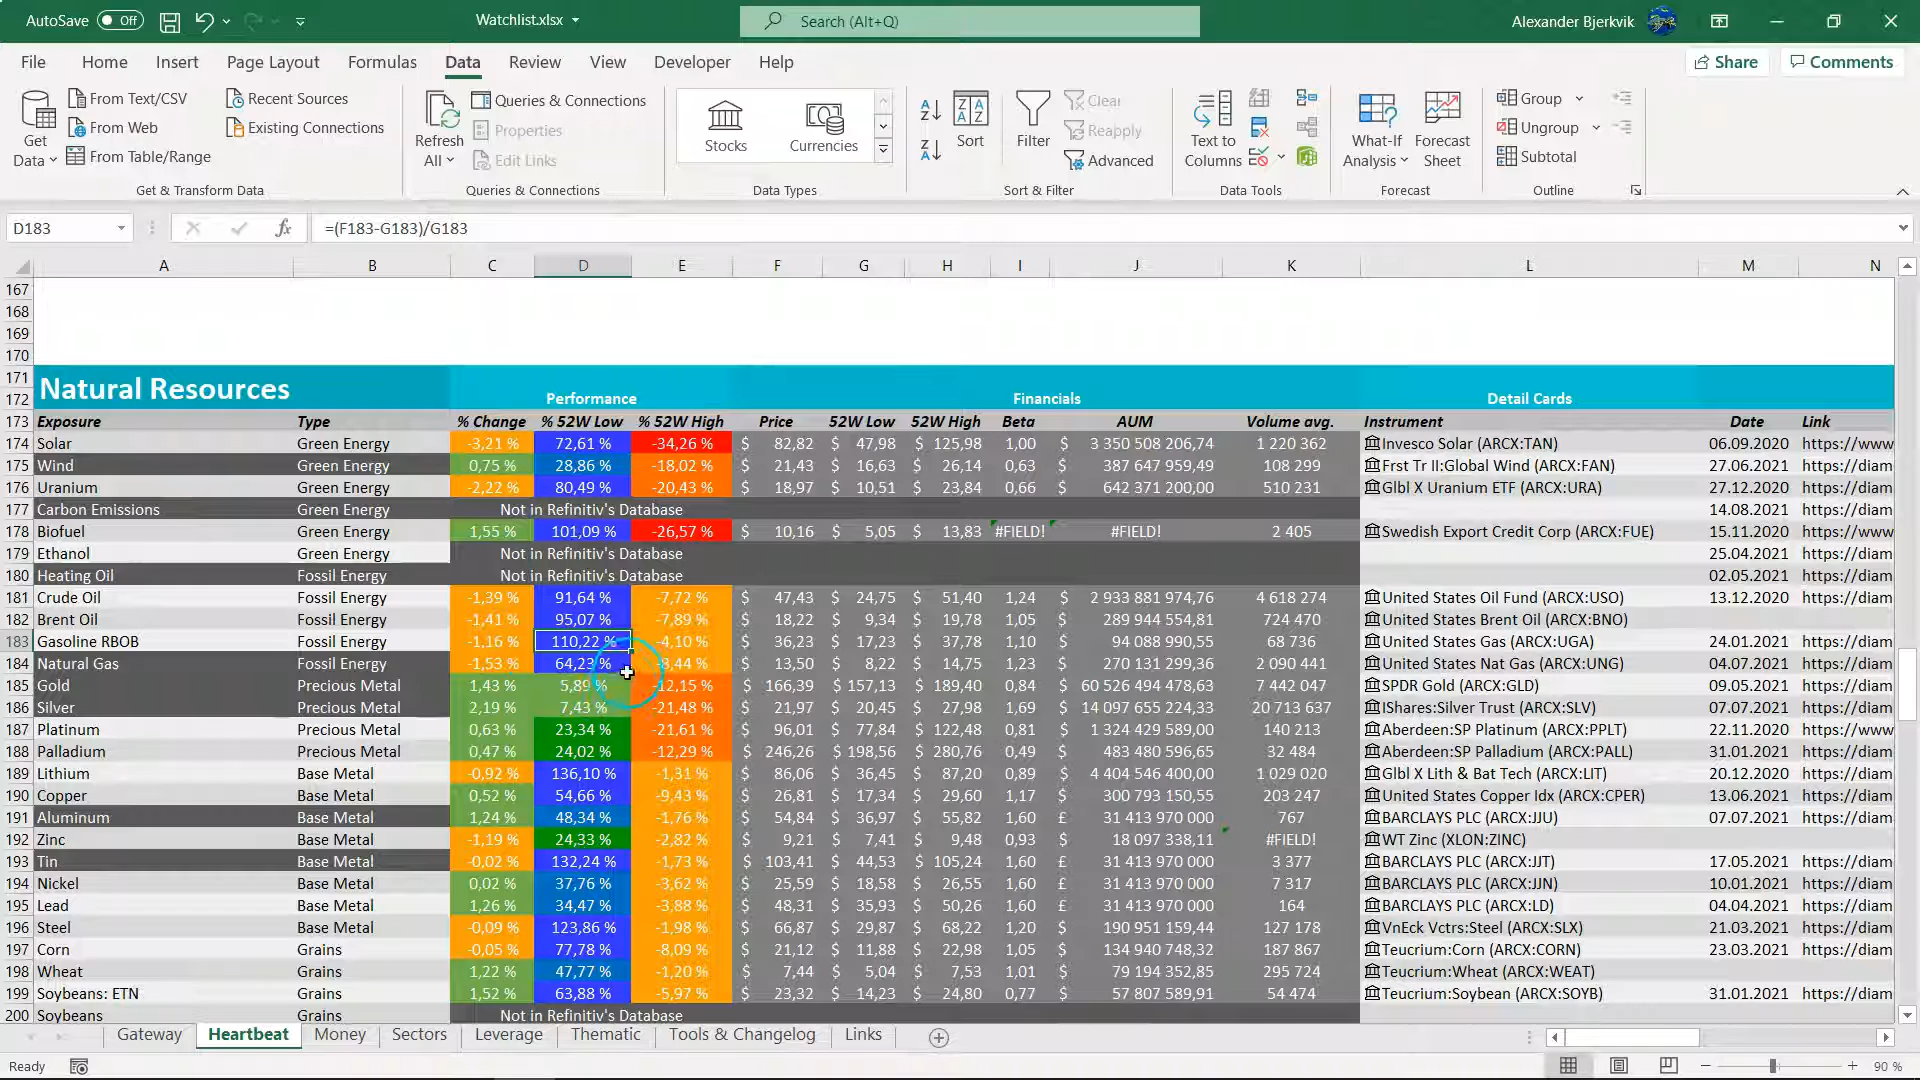 AutoSave Off Watchlist.xlsx Search (Alt+Q) Alexander Bjerkvik
File Home Insert Page Layout Formulas Data Review View Developer Help Share Comments
Get Data From Text/CSV From Web From Table/Range Recent Sources Existing Connections
Refresh All Queries & Connections Properties Edit Links
Stocks Currencies
Sort Filter Clear Reapply Advanced
Text to Columns What-If Analysis Forecast Sheet
Group Ungroup Subtotal
Get & Transform Data Queries & Connections Data Types Sort & Filter Data Tools Forecast Outline
D183 fx =(F183-G183)/G183
A B C D E F G H I J K L M N
167
168
169
170
171
Natural Resources
172 Performance Financials Detail Cards
173 Exposure Type % Change % 52W Low % 52W High Price 52W Low 52W High Beta AUM Volume avg. Instrument Date Link
174 Solar Green Energy -3,21 % 72,61 % -34,26 % $ 82,82 $ 47,98 $ 125,98 1,00 $ 3 350 508 206,74 1 220 362 Invesco Solar (ARCX:TAN) 06.09.2020 https://www
175 Wind Green Energy 0,75 % 28,86 % -18,02 % $ 21,43 $ 16,63 $ 26,14 0,63 $ 387 647 959,49 108 299 Frst Tr II:Global Wind (ARCX:FAN) 27.06.2021 https://diam
176 Uranium Green Energy -2,22 % 80,49 % -20,43 % $ 18,97 $ 10,51 $ 23,84 0,66 $ 642 371 200,00 510 231 Glbl X Uranium ETF (ARCX:URA) 27.12.2020 https://diam
177 Carbon Emissions Green Energy Not in Refinitiv's Database 14.08.2021 https://diam
178 Biofuel Green Energy 1,55 % 101,09 % -26,57 % $ 10,16 $ 5,05 $ 13,83 #FIELD! #FIELD! 2 405 Swedish Export Credit Corp (ARCX:FUE) 15.11.2020 https://www
179 Ethanol Green Energy Not in Refinitiv's Database 25.04.2021 https://diam
180 Heating Oil Fossil Energy Not in Refinitiv's Database 02.05.2021 https://diam
181 Crude Oil Fossil Energy -1,39 % 91,64 % -7,72 % $ 47,43 $ 24,75 $ 51,40 1,24 $ 2 933 881 974,76 4 618 274 United States Oil Fund (ARCX:USO) 13.12.2020 https://diam
182 Brent Oil Fossil Energy -1,41 % 95,07 % -7,89 % $ 18,22 $ 9,34 $ 19,78 1,05 $ 289 944 554,81 724 470 United States Brent Oil (ARCX:BNO)
183 Gasoline RBOB Fossil Energy -1,16 % 110,22 % -4,10 % $ 36,23 $ 17,23 $ 37,78 1,10 $ 94 088 990,55 68 736 United States Gas (ARCX:UGA) 24.01.2021 https://diam
184 Natural Gas Fossil Energy -1,53 % 64,23 % -8,44 % $ 13,50 $ 8,22 $ 14,75 1,23 $ 270 131 299,36 2 090 441 United States Nat Gas (ARCX:UNG) 04.07.2021 https://diam
185 Gold Precious Metal 1,43 % 5,89 % -12,15 % $ 166,39 $ 157,13 $ 189,40 0,84 $ 60 526 494 478,63 7 442 047 SPDR Gold (ARCX:GLD) 09.05.2021 https://diam
186 Silver Precious Metal 2,19 % 7,43 % -21,48 % $ 21,97 $ 20,45 $ 27,98 1,69 $ 14 097 655 224,33 20 713 637 IShares:Silver Trust (ARCX:SLV) 07.07.2021 https://diam
187 Platinum Precious Metal 0,63 % 23,34 % -21,61 % $ 96,01 $ 77,84 $ 122,48 0,81 $ 1 324 429 589,00 140 213 Aberdeen:SP Platinum (ARCX:PPLT) 22.11.2020 https://www
188 Palladium Precious Metal 0,47 % 24,02 % -12,29 % $ 246,26 $ 198,56 $ 280,76 0,49 $ 483 480 596,65 32 484 Aberdeen:SP Palladium (ARCX:PALL) 31.01.2021 https://diam
189 Lithium Base Metal -0,92 % 136,10 % -1,31 % $ 86,06 $ 36,45 $ 87,20 0,89 $ 4 404 546 400,00 1 029 020 Glbl X Lith & Bat Tech (ARCX:LIT) 20.12.2020 https://diam
190 Copper Base Metal 0,52 % 54,66 % -9,43 % $ 26,81 $ 17,34 $ 29,60 1,17 $ 300 793 150,55 203 247 United States Copper Idx (ARCX:CPER) 13.06.2021 https://diam
191 Aluminum Base Metal 1,24 % 48,34 % -1,76 % $ 54,84 $ 36,97 $ 55,82 1,60 £ 31 413 970 000 767 BARCLAYS PLC (ARCX:JJU) 07.07.2021 https://diam
192 Zinc Base Metal -1,19 % 24,33 % -2,82 % $ 9,21 $ 7,41 $ 9,48 0,93 $ 18 097 338,11 #FIELD! WT Zinc (XLON:ZINC)
193 Tin Base Metal -0,02 % 132,24 % -1,73 % $ 103,41 $ 44,53 $ 105,24 1,60 £ 31 413 970 000 3 377 BARCLAYS PLC (ARCX:JJT) 17.05.2021 https://diam
194 Nickel Base Metal 0,02 % 37,76 % -3,62 % $ 25,59 $ 18,58 $ 26,55 1,60 £ 31 413 970 000 7 317 BARCLAYS PLC (ARCX:JJN) 10.01.2021 https://diam
195 Lead Base Metal 1,26 % 34,47 % -3,88 % $ 48,31 $ 35,93 $ 50,26 1,60 £ 31 413 970 000 164 BARCLAYS PLC (ARCX:LD) 04.04.2021 https://diam
196 Steel Base Metal -0,09 % 123,86 % -1,98 % $ 66,87 $ 29,87 $ 68,22 1,20 $ 190 951 159,44 127 178 VnEck Vctrs:Steel (ARCX:SLX) 21.03.2021 https://diam
197 Corn Grains -0,05 % 77,78 % -8,09 % $ 21,12 $ 11,88 $ 22,98 1,05 $ 134 940 748,32 187 867 Teucrium:Corn (ARCX:CORN) 23.03.2021 https://diam
198 Wheat Grains 1,22 % 47,77 % -1,20 % $ 7,44 $ 5,04 $ 7,53 1,01 $ 79 194 352,85 295 724 Teucrium:Wheat (ARCX:WEAT)
199 Soybeans: ETN Grains 1,52 % 63,88 % -5,97 % $ 23,32 $ 14,23 $ 24,80 0,77 $ 57 807 589,91 54 474 Teucrium:Soybean (ARCX:SOYB) 31.01.2021 https://diam
200 Soybeans Grains Not in Refinitiv's Database
Gateway Heartbeat Money Sectors Leverage Thematic Tools & Changelog Links
Ready 90 %